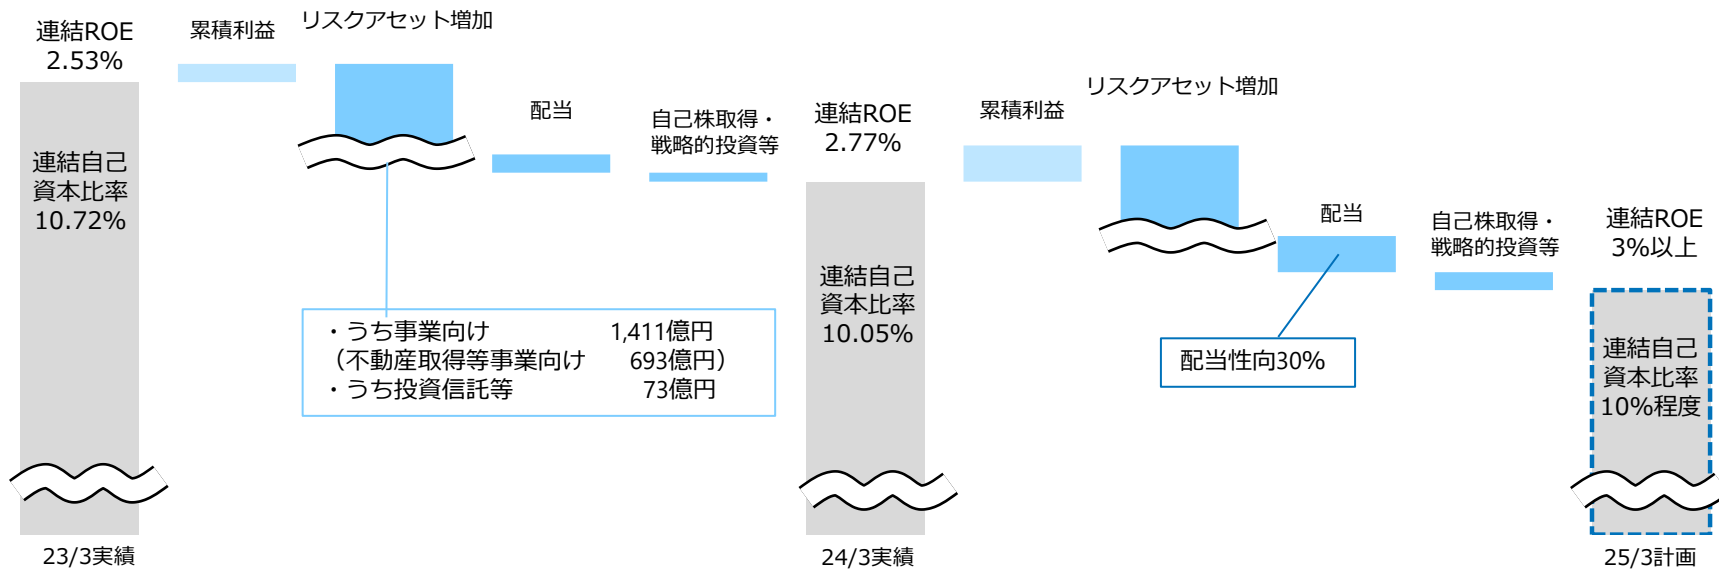 連結ROE
2.53%
連結自己
資本比率
10.72%
23/3実績
累積利益
リスクアセット増加
配当
自己株取得・
戦略的投資等
・うち事業向け 1,411億円
（不動産取得等事業向け 693億円）
・うち投資信託等 73億円
連結ROE
2.77%
連結自己
資本比率
10.05%
24/3実績
累積利益
リスクアセット増加
配当
自己株取得・
戦略的投資等
配当性向30%
連結ROE
3%以上
連結自己
資本比率
10%程度
25/3計画